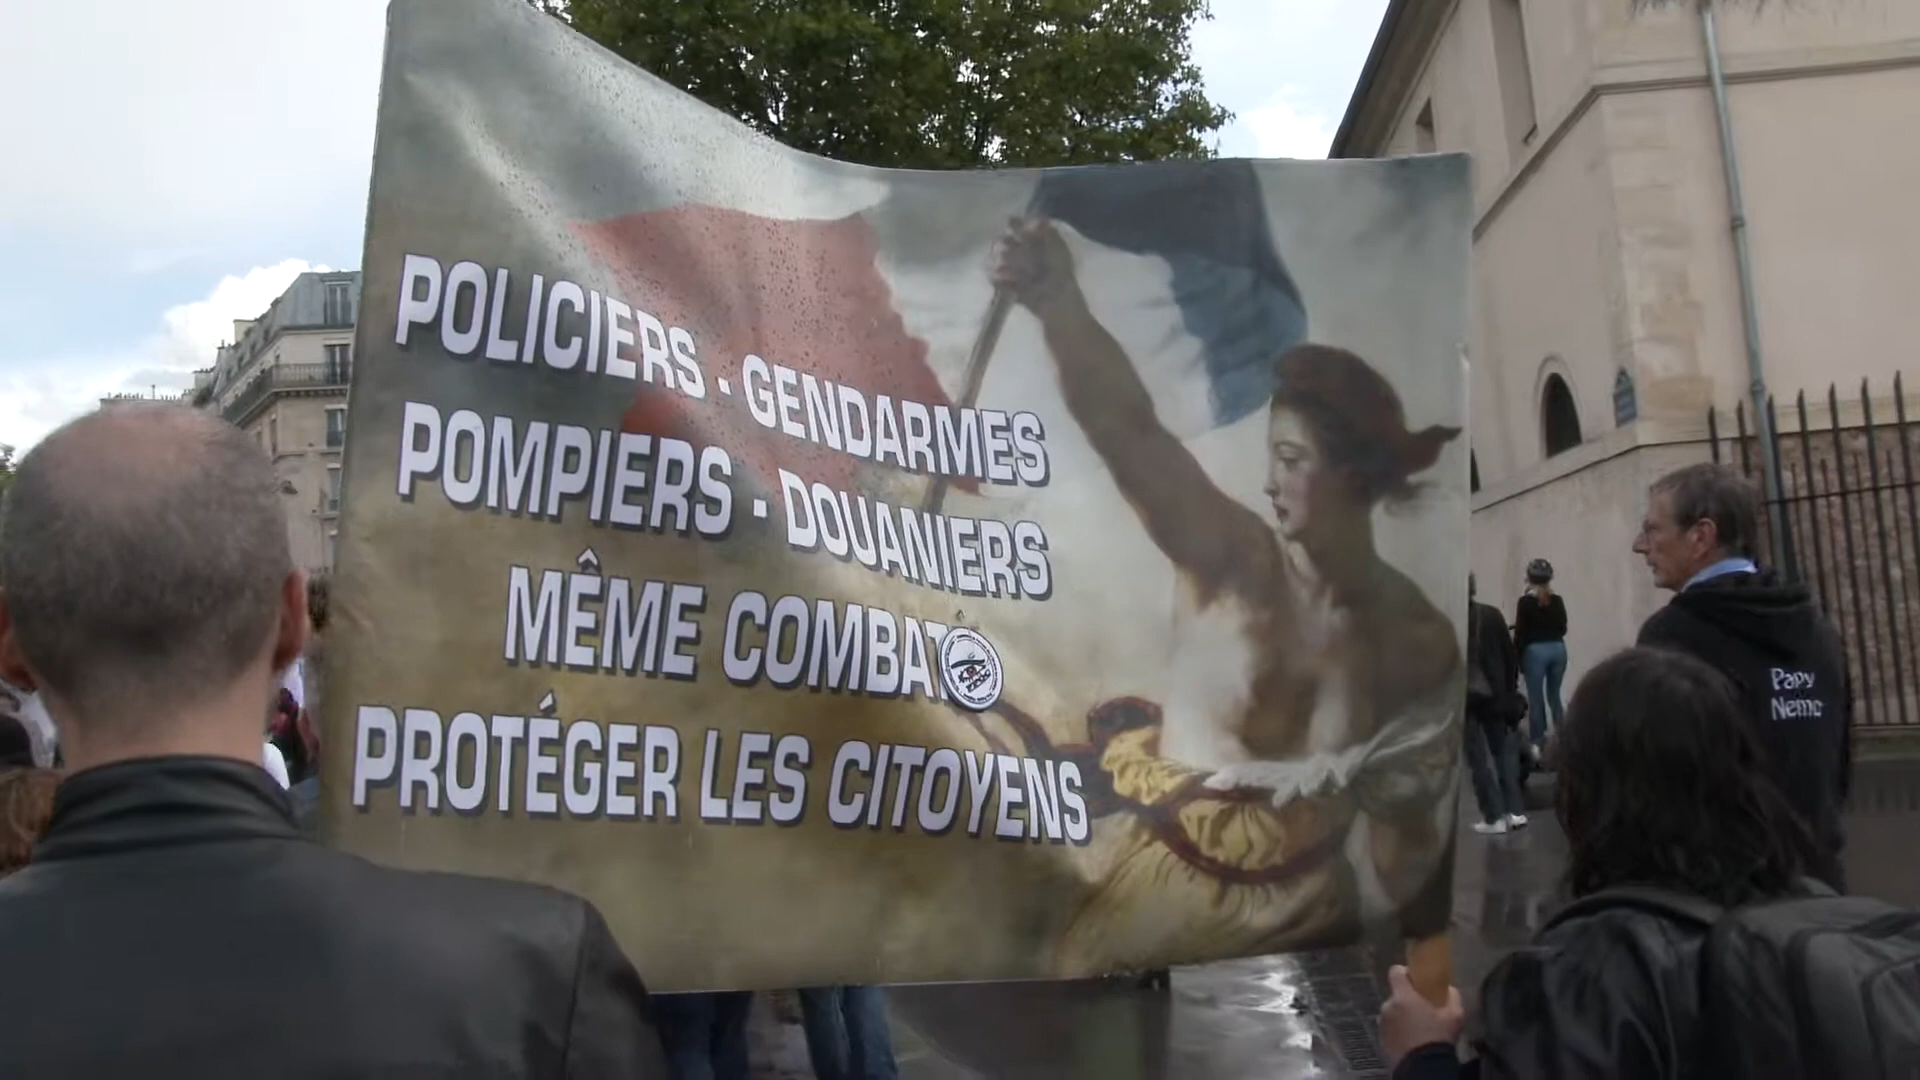 POLICIERS - GENDARMES
POMPIERS - DOUANIERS
MÊME COMBAT
PROTÉGER LES CITOYENS
Papy
Nemo